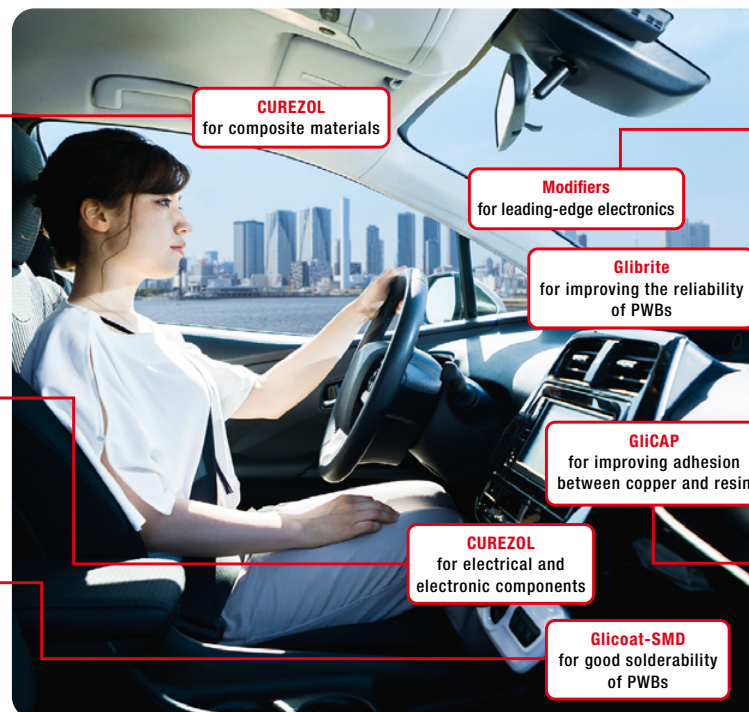 CUREZOL
for composite materials
Modifiers
for leading-edge electronics
Glibrite
for improving the reliability
of PWBs
GliCAP
for improving adhesion
between copper and resin
CUREZOL
for electrical and
electronic components
Glicoat-SMD
for good solderability
of PWBs